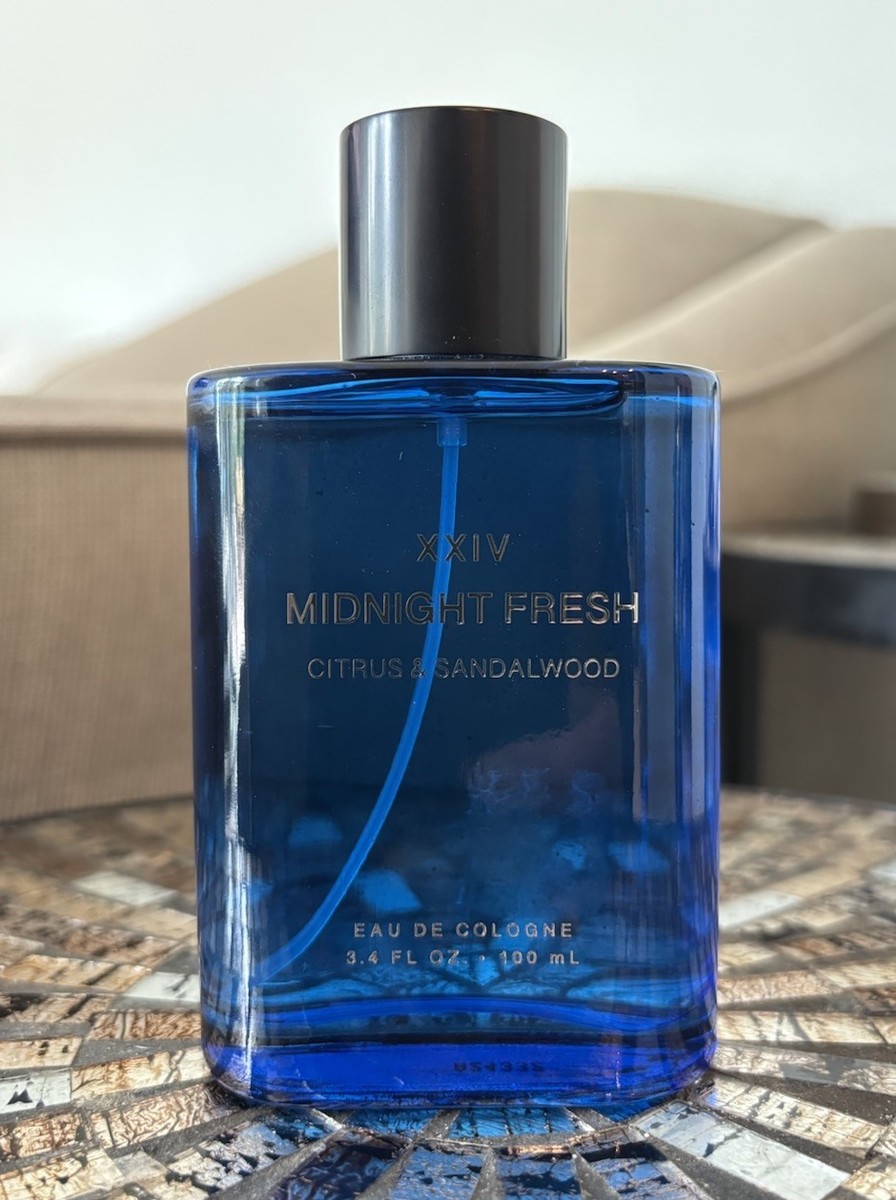 XXIV
MIDNIGHT FRESH
CITRUS & SANDALWOOD
EAU DE COLOGNE
3.4 FL OZ. • 100 mL